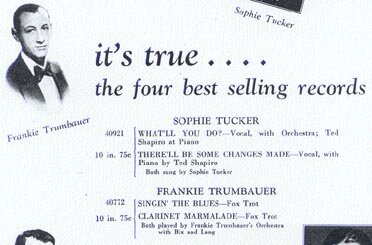 Sophie Tucker
it's true . . . .
the four best selling records
Frankie Trumbauer
SOPHIE TUCKER
40921 WHAT'LL YOU DO?—Vocal, with Orchestra; Ted
Shapiro at Piano
10 in. 75c THERE'LL BE SOME CHANGES MADE—Vocal, with
Piano by Ted Shapiro
Both sung by Sophie Tucker
FRANKIE TRUMBAUER
40772 SINGIN' THE BLUES—Fox Trot
10 in. 75c CLARINET MARMALADE—Fox Trot
Both played by Frankie Trumbauer's Orchestra
with Bix and Lang